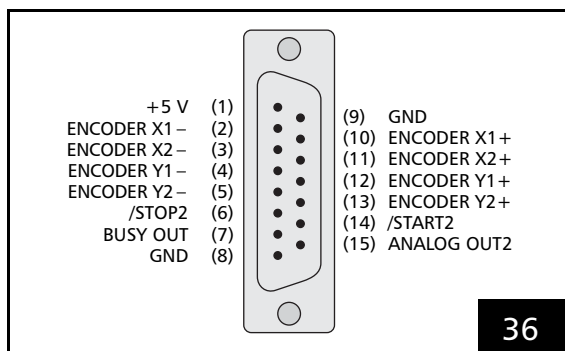 +5 V (1)
ENCODER X1– (2)
ENCODER X2– (3)
ENCODER Y1– (4)
ENCODER Y2– (5)
/STOP2 (6)
BUSY OUT (7)
GND (8)
(9) GND
(10) ENCODER X1+
(11) ENCODER X2+
(12) ENCODER Y1+
(13) ENCODER Y2+
(14) /START2
(15) ANALOG OUT2
36